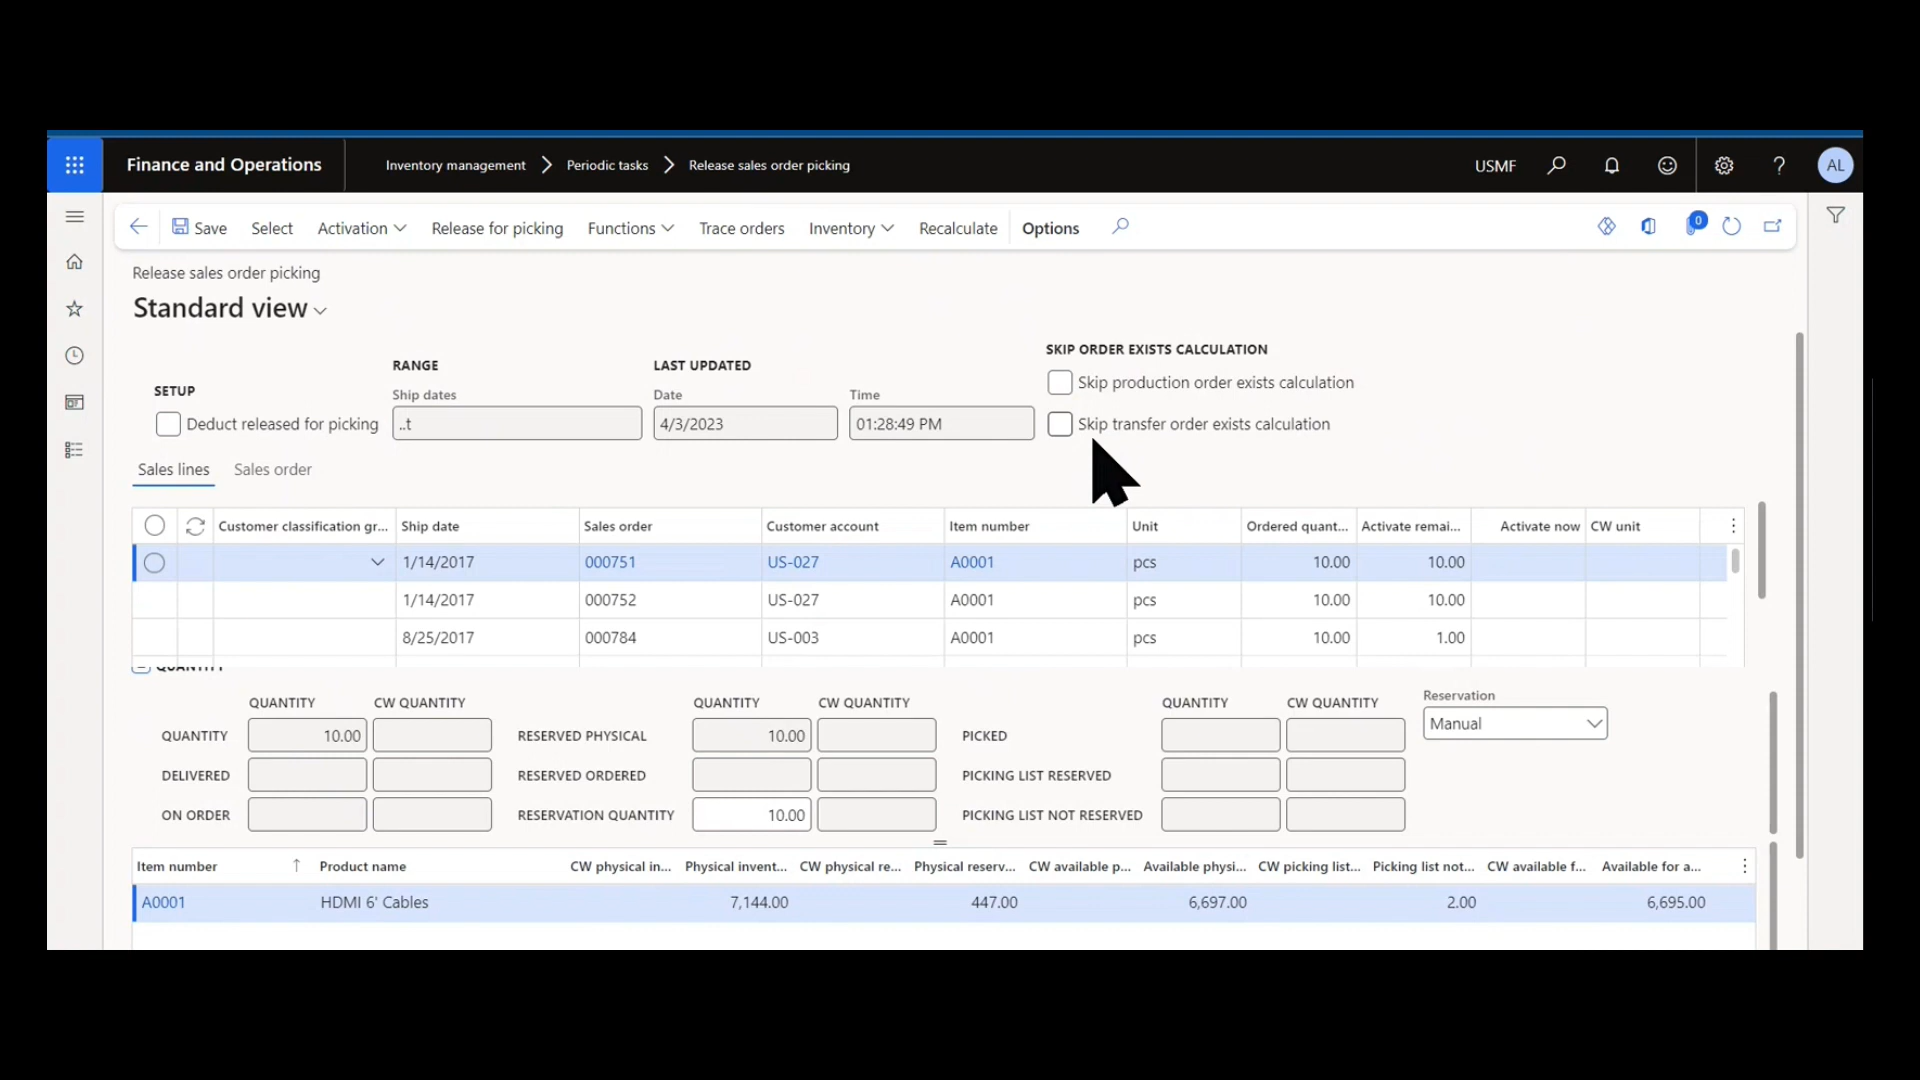 Finance and Operations Inventory management Periodic tasks Release sales order picking USMF ? AL
Save Select Activation Release for picking Functions Trace orders Inventory Recalculate Options 0
Release sales order picking
Standard view
SETUP
Deduct released for picking
RANGE
Ship dates
..t
LAST UPDATED
Date Time
4/3/2023 01:28:49 PM
SKIP ORDER EXISTS CALCULATION
Skip production order exists calculation
Skip transfer order exists calculation
Sales lines Sales order
Customer classification gr... Ship date Sales order Customer account Item number Unit Ordered quant... Activate remai... Activate now CW unit
1/14/2017 000751 US-027 A0001 pcs 10.00 10.00
1/14/2017 000752 US-027 A0001 pcs 10.00 10.00
8/25/2017 000784 US-003 A0001 pcs 10.00 1.00
QUANTITY
QUANTITY CW QUANTITY QUANTITY CW QUANTITY QUANTITY CW QUANTITY Reservation
QUANTITY 10.00 RESERVED PHYSICAL 10.00 PICKED Manual
DELIVERED RESERVED ORDERED PICKING LIST RESERVED
ON ORDER RESERVATION QUANTITY 10.00 PICKING LIST NOT RESERVED
Item number Product name CW physical in... Physical invent... CW physical re... Physical reserv... CW available p... Available physi... CW picking list... Picking list not... CW available f... Available for a...
A0001 HDMI 6' Cables 7,144.00 447.00 6,697.00 2.00 6,695.00